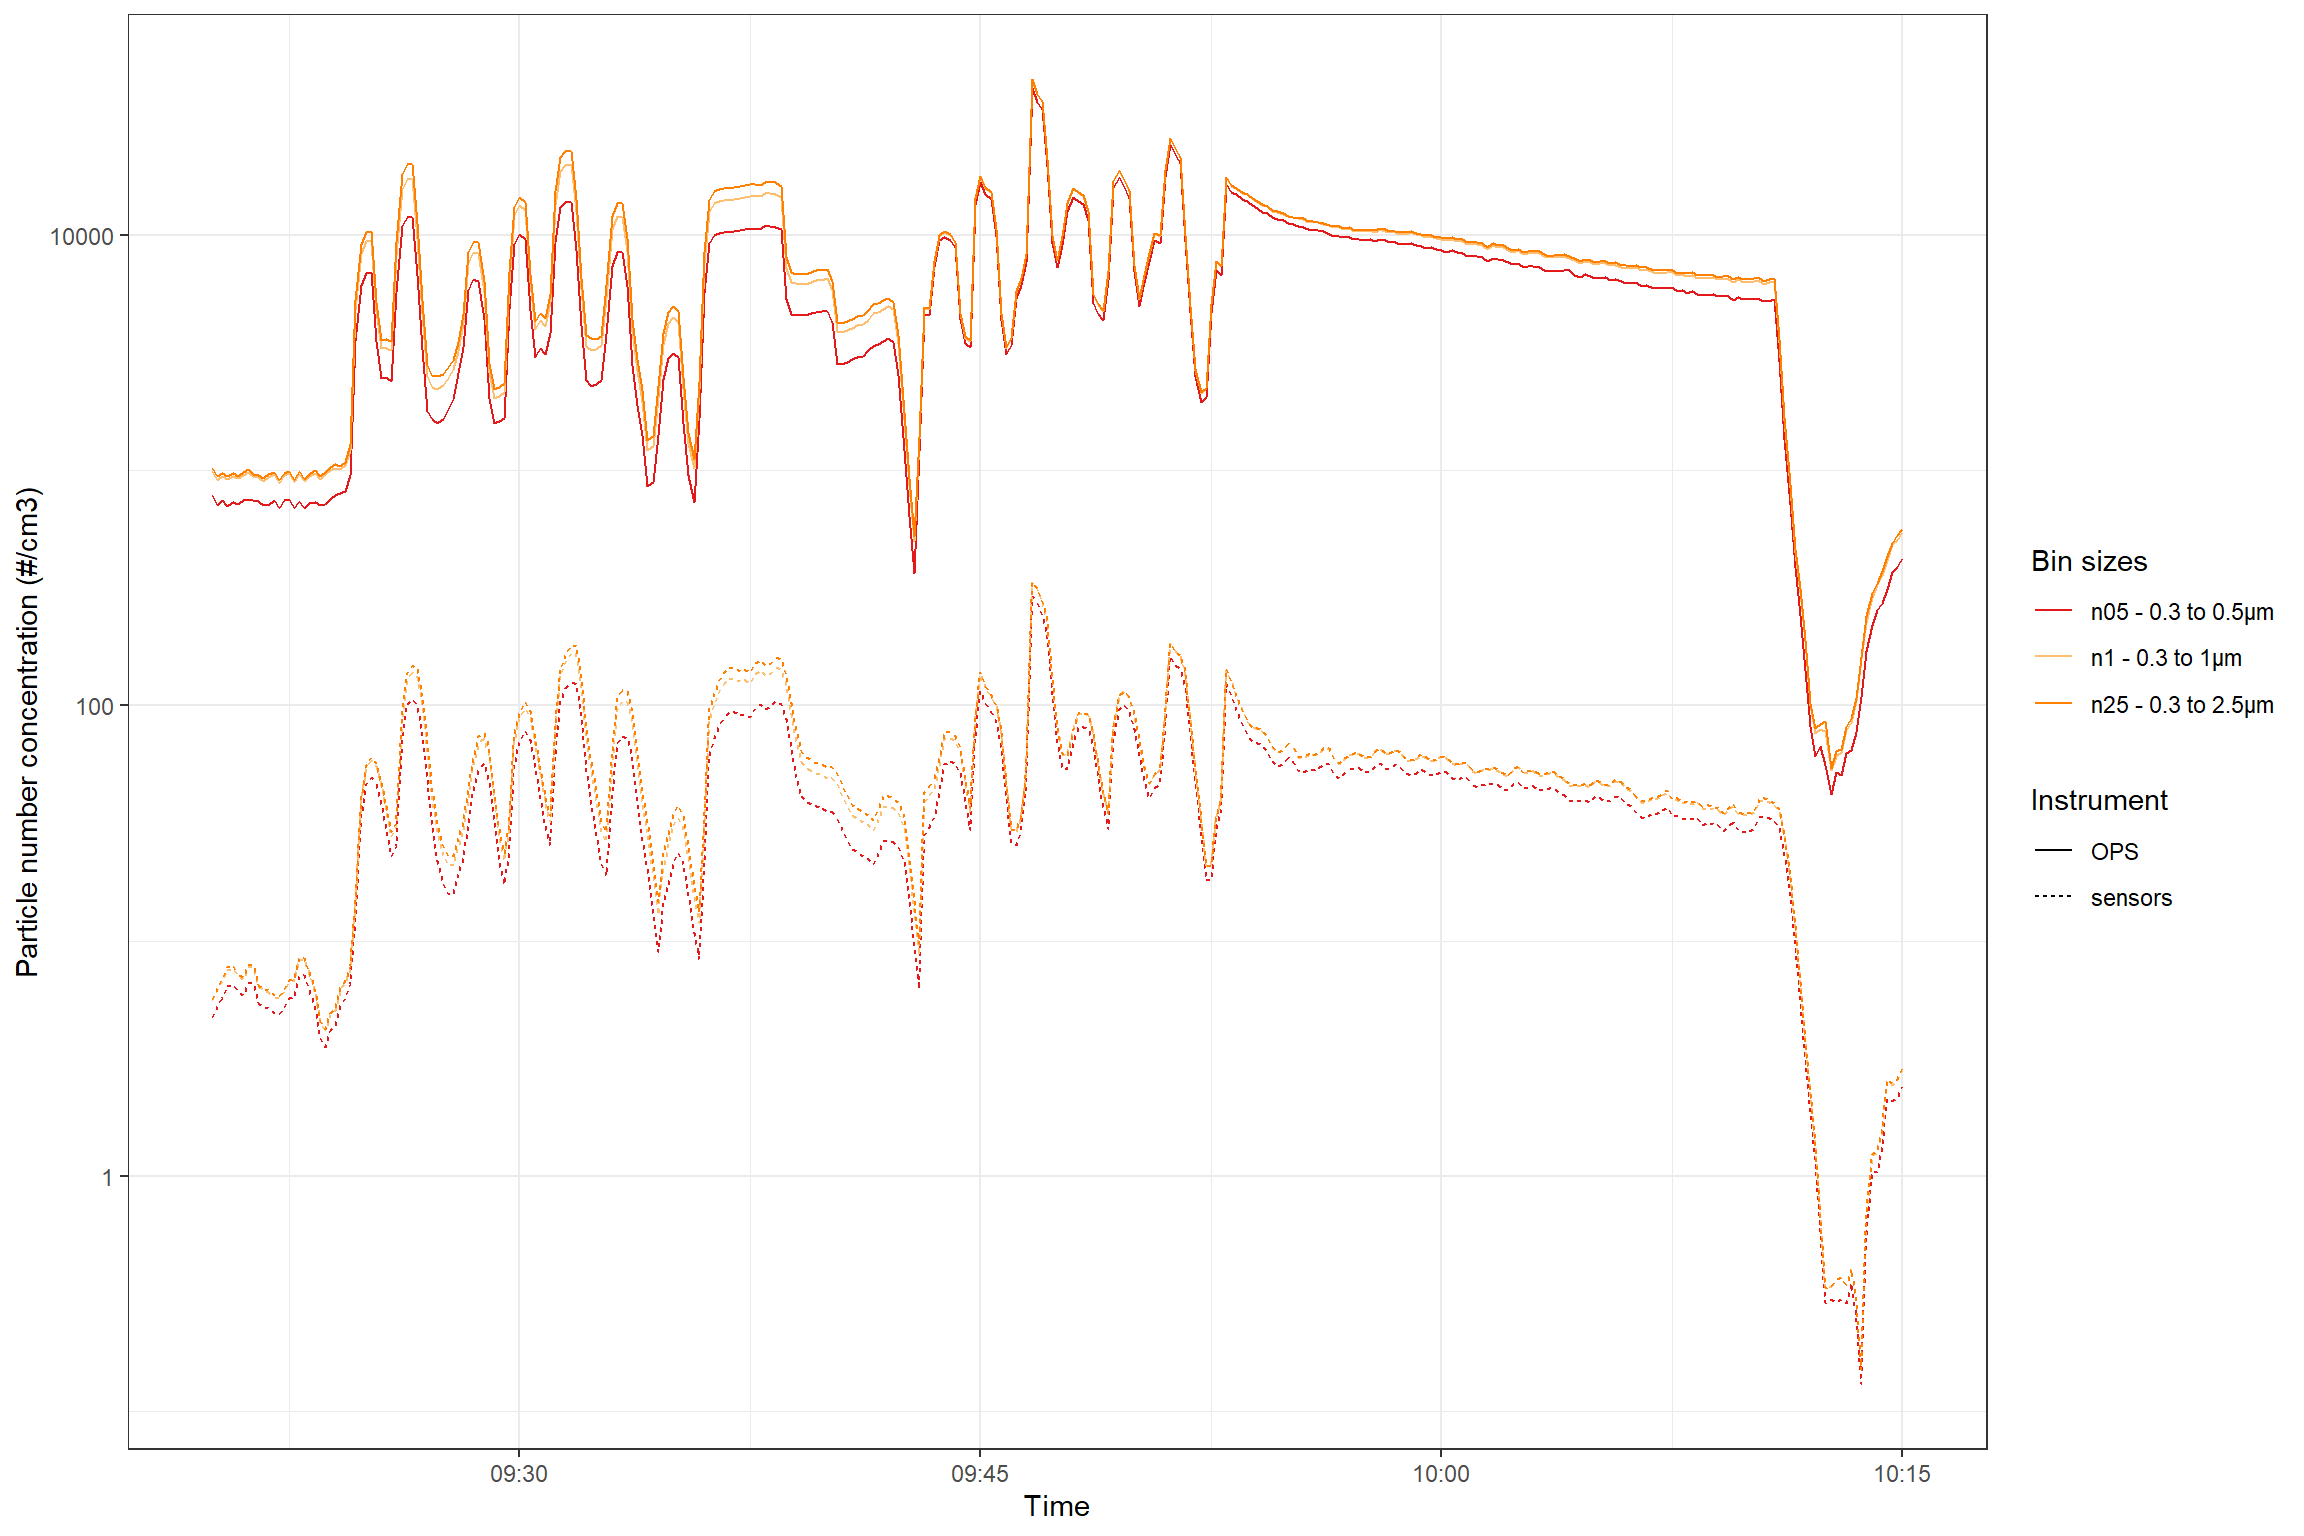 Particle number concentration (#/cm3)
10000
100
1
09:30
09:45
10:00
10:15
Time
Bin sizes
n05 - 0.3 to 0.5µm
n1 - 0.3 to 1µm
n25 - 0.3 to 2.5µm
Instrument
OPS
sensors